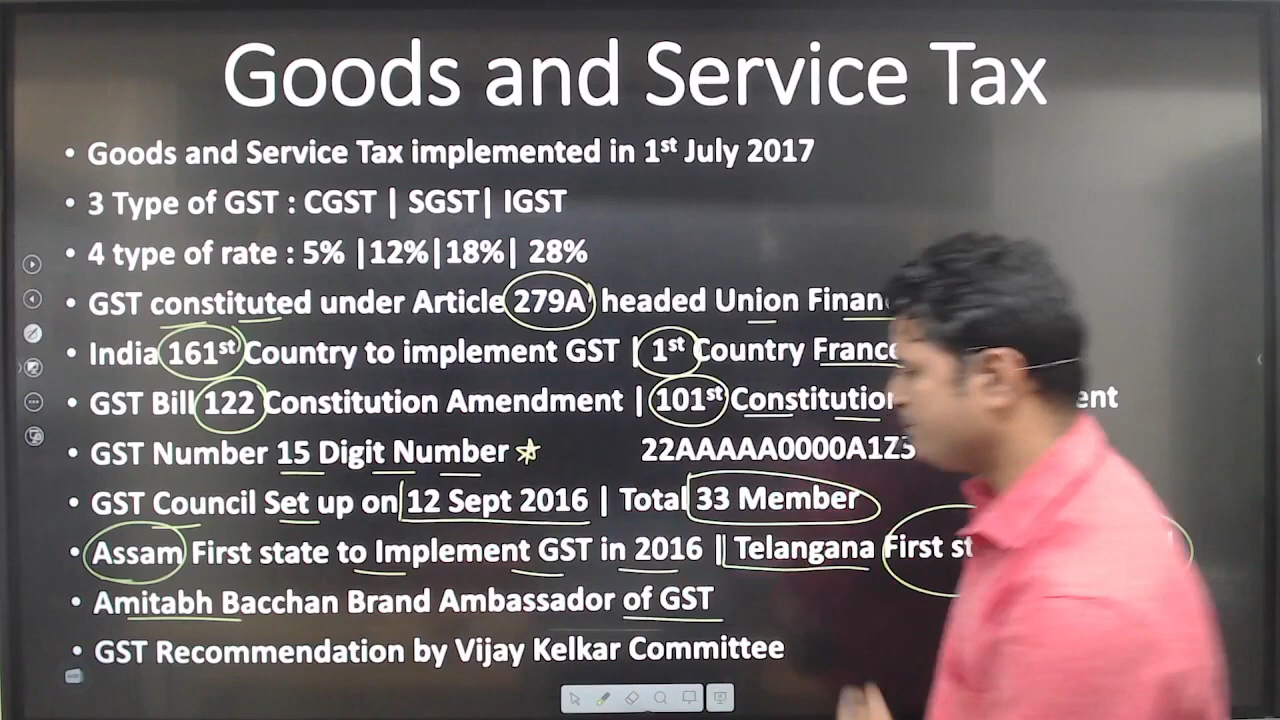 Goods and Service Tax
• Goods and Service Tax implemented in 1st July 2017
• 3 Type of GST : CGST | SGST| IGST
• 4 type of rate : 5% |12%|18%| 28%
• GST constituted under Article 279A headed Union
• India 161st Country to implement GST | 1st Country France
• GST Bill 122 Constitution Amendment | 101st Constitution
• GST Number 15 Digit Number 22AAAAA0000A1Z
• GST Council Set up on 12 Sept 2016 | Total 33 Member
• Assam First state to Implement GST in 2016 || Telangana First
• Amitabh Bacchan Brand Ambassador of GST
• GST Recommendation by Vijay Kelkar Committee